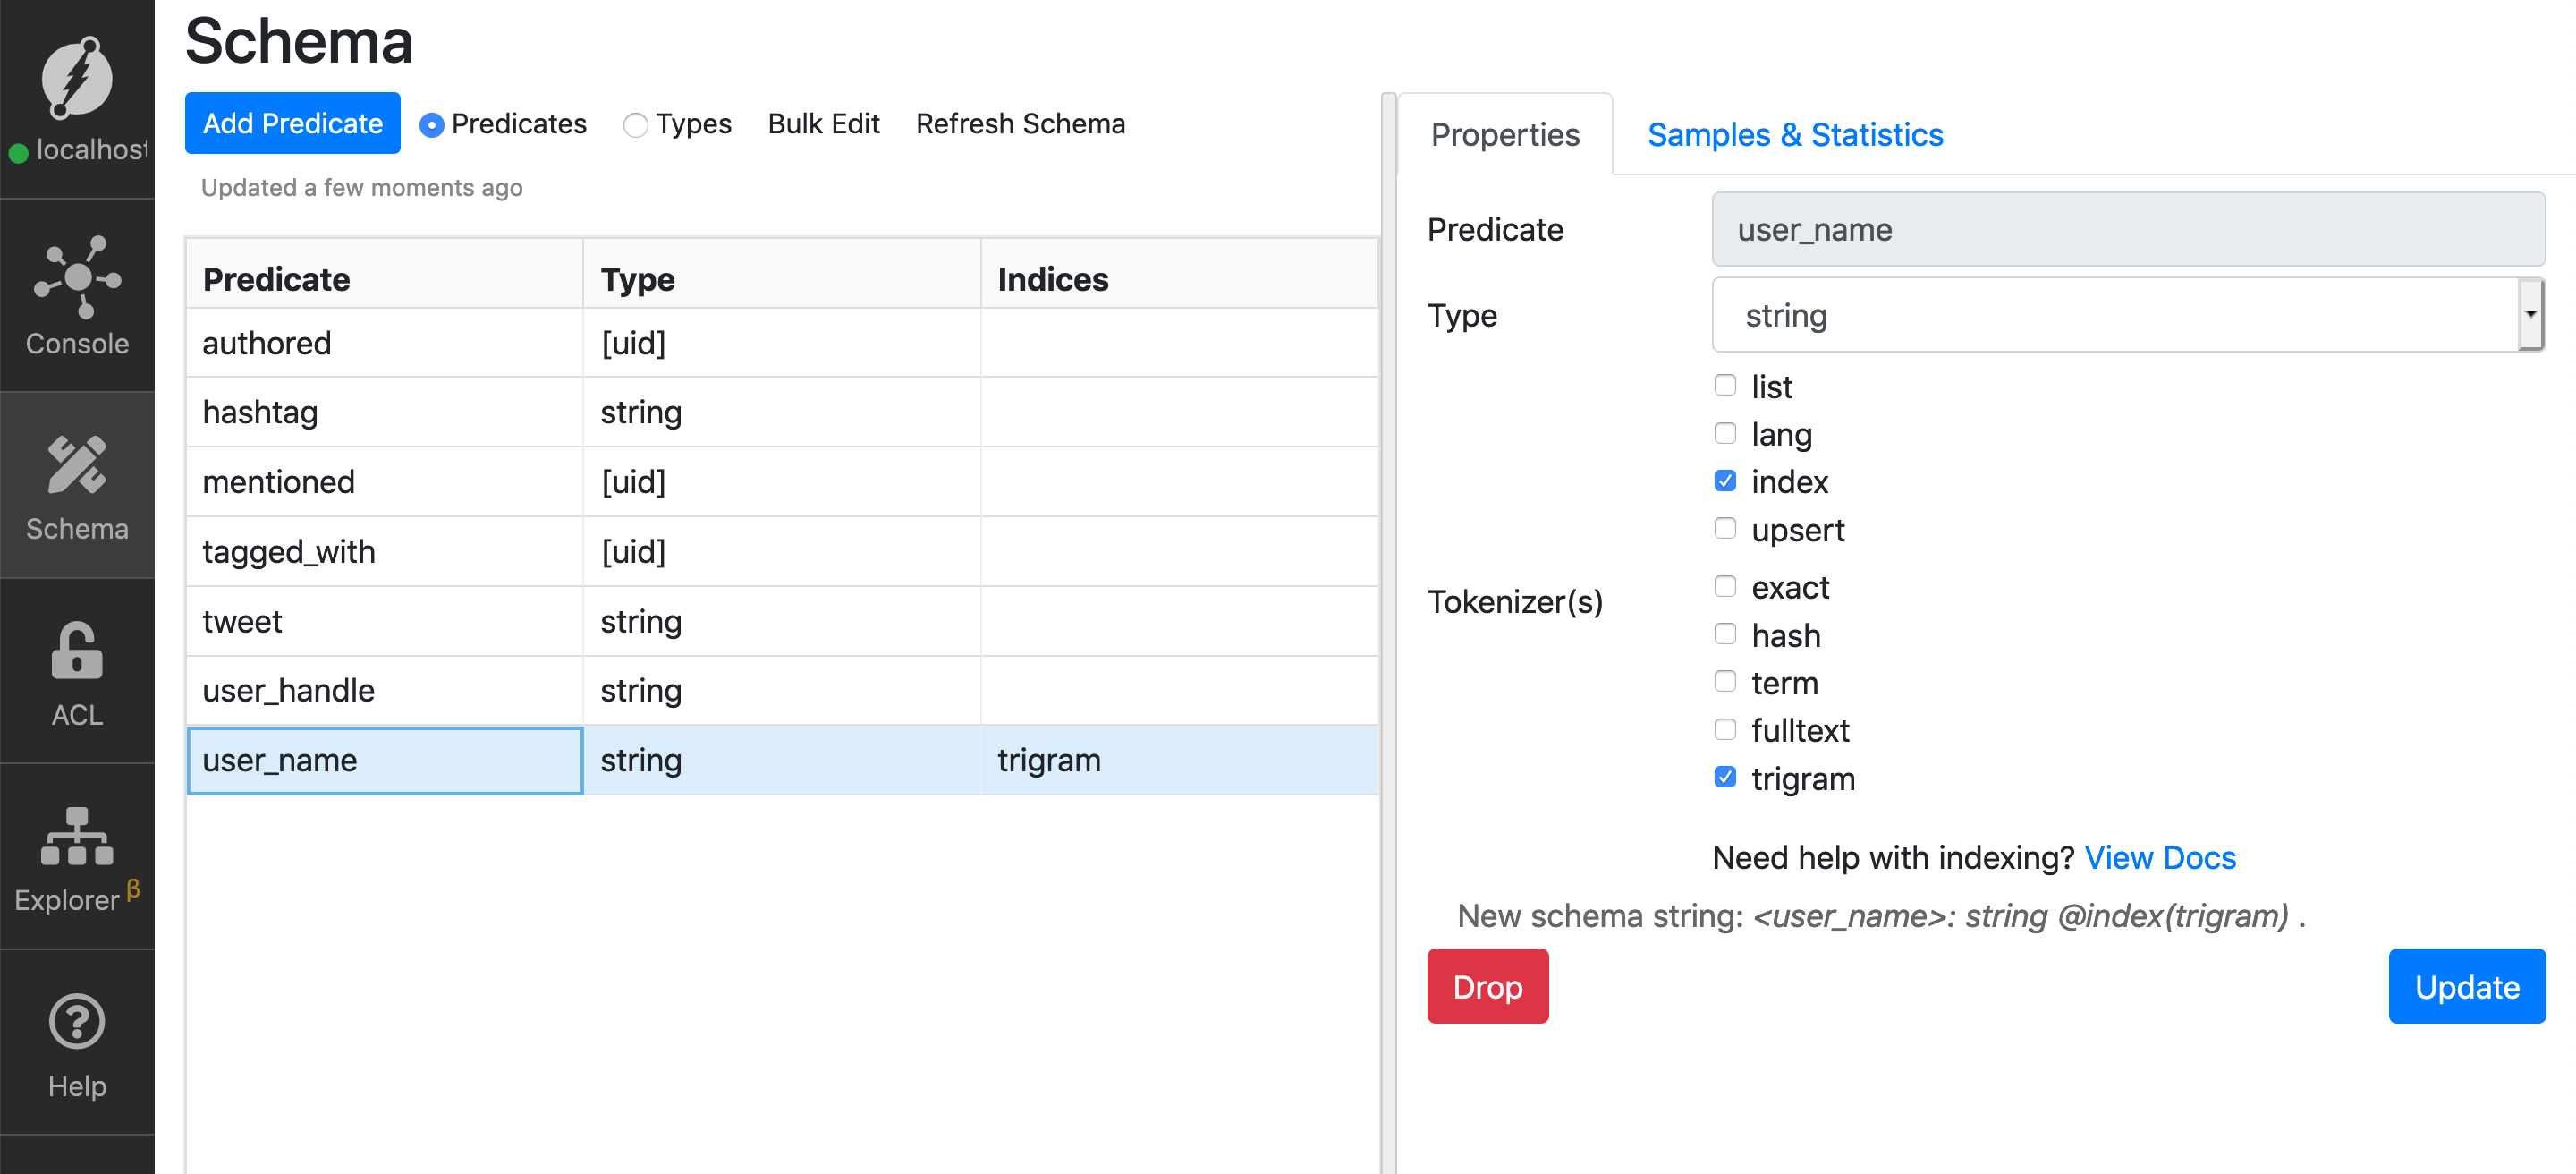 localhost
Console
Schema
ACL
Explorer β
Help
Schema
Add Predicate Predicates Types Bulk Edit Refresh Schema
Updated a few moments ago
Predicate Type Indices
authored [uid]
hashtag string
mentioned [uid]
tagged_with [uid]
tweet string
user_handle string
user_name string trigram
Properties Samples & Statistics
Predicate user_name
Type string
list
lang
index
upsert
Tokenizer(s)
exact
hash
term
fulltext
trigram
Need help with indexing? View Docs
New schema string: <user_name>: string @index(trigram) .
Drop Update